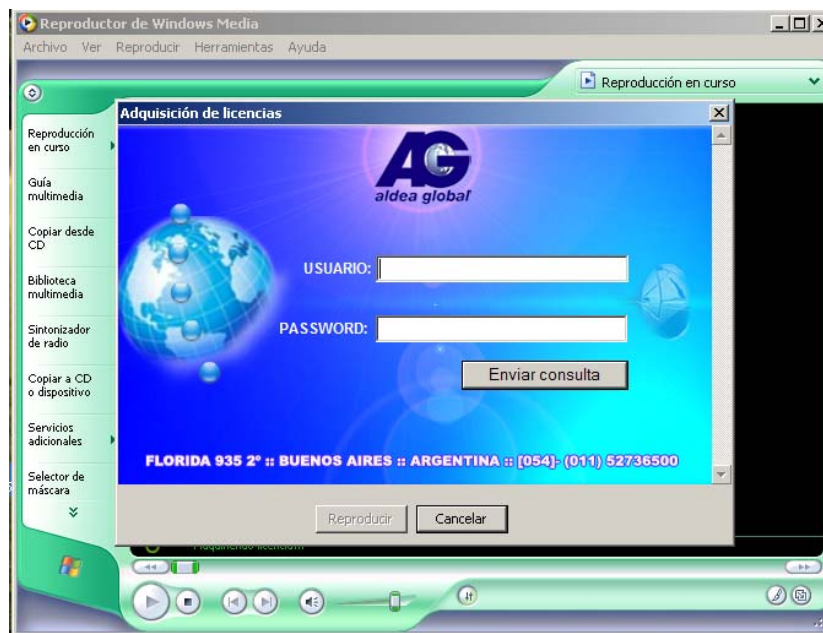 Reproductor de Windows Media
Archivo Ver Reproducir Herramientas Ayuda
Reproducción en curso
Adquisición de licencias
Reproducción
en curso
Guía
multimedia
Copiar desde
CD
Biblioteca
multimedia
Sintonizador
de radio
Copiar a CD
o dispositivo
Servicios
adicionales
Selector de
máscara
AG
aldea global
USUARIO:
PASSWORD:
Enviar consulta
FLORIDA 935 2º :: BUENOS AIRES :: ARGENTINA :: [054]- (011) 52736500
Reproducir Cancelar